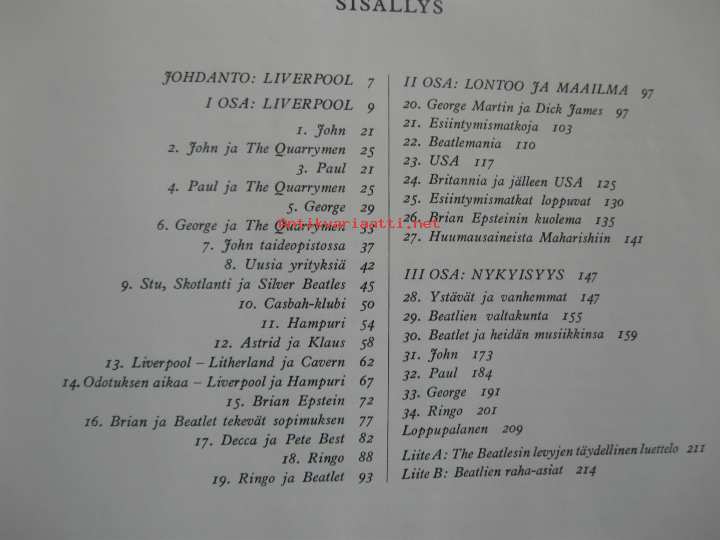 SISÄLLYS
JOHDANTO: LIVERPOOL 7
I OSA: LIVERPOOL 9
1. John 21
2. John ja The Quarrymen 25
3. Paul 21
4. Paul ja The Quarrymen 25
5. George 29
6. George ja The Quarrymen 33
7. John taideopistossa 37
8. Uusia yrityksiä 42
9. Stu, Skotlanti ja Silver Beatles 45
10. Casbah-klubi 50
11. Hampuri 54
12. Astrid ja Klaus 58
13. Liverpool – Litherland ja Cavern 62
14. Odotuksen aikaa – Liverpool ja Hampuri 67
15. Brian Epstein 72
16. Brian ja Beatlet tekevät sopimuksen 77
17. Decca ja Pete Best 82
18. Ringo 88
19. Ringo ja Beatlet 93
II OSA: LONTOO JA MAAILMA 97
20. George Martin ja Dick James 97
21. Esiintymismatkoja 103
22. Beatlemania 110
23. USA 117
24. Britannia ja jälleen USA 125
25. Esiintymismatkat loppuvat 130
26. Brian Epsteinin kuolema 135
27. Huumausaineista Maharishiin 141
III OSA: NYKYISYYS 147
28. Ystävät ja vanhemmat 147
29. Beatlien valtakunta 155
30. Beatlet ja heidän musiikkinsa 159
31. John 173
32. Paul 184
33. George 191
34. Ringo 201
Loppupalanen 209
Liite A: The Beatlesin levyjen täydellinen luettelo 211
Liite B: Beatlien raha-asiat 214
Antikvariaatti.net